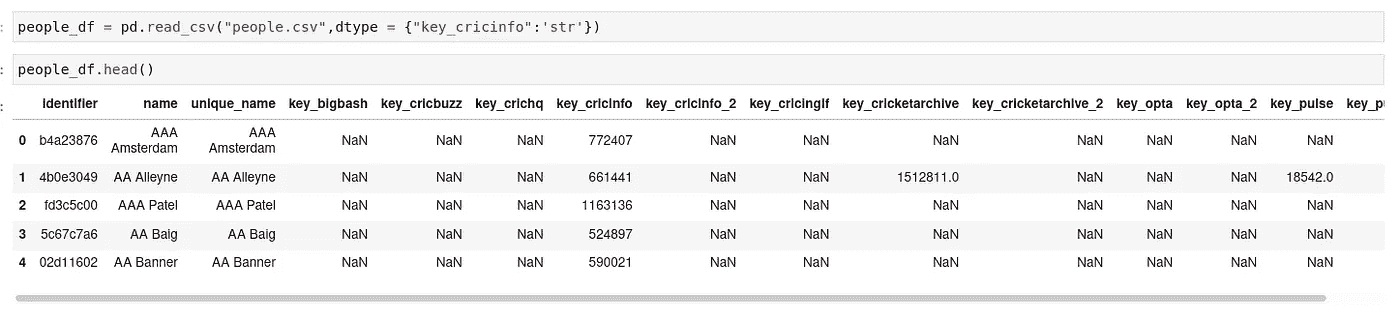 : people_df = pd.read_csv("people.csv",dtype = {"key_cricinfo":'str'})
: people_df.head()
:
identifier name unique_name key_bigbash key_cricbuzz key_crichq key_cricinfo key_cricinfo_2 key_cricingif key_cricketarchive key_cricketarchive_2 key_opta key_opta_2 key_pulse key_p
0 b4a23876 AAA Amsterdam AAA Amsterdam NaN NaN NaN 772407 NaN NaN NaN NaN NaN NaN NaN
1 4b0e3049 AA Alleyne AA Alleyne NaN NaN NaN 661441 NaN NaN 1512811.0 NaN NaN NaN 18542.0
2 fd3c5c00 AAA Patel AAA Patel NaN NaN NaN 1163136 NaN NaN NaN NaN NaN NaN NaN
3 5c67c7a6 AA Baig AA Baig NaN NaN NaN 524897 NaN NaN NaN NaN NaN NaN NaN
4 02d11602 AA Banner AA Banner NaN NaN NaN 590021 NaN NaN NaN NaN NaN NaN NaN